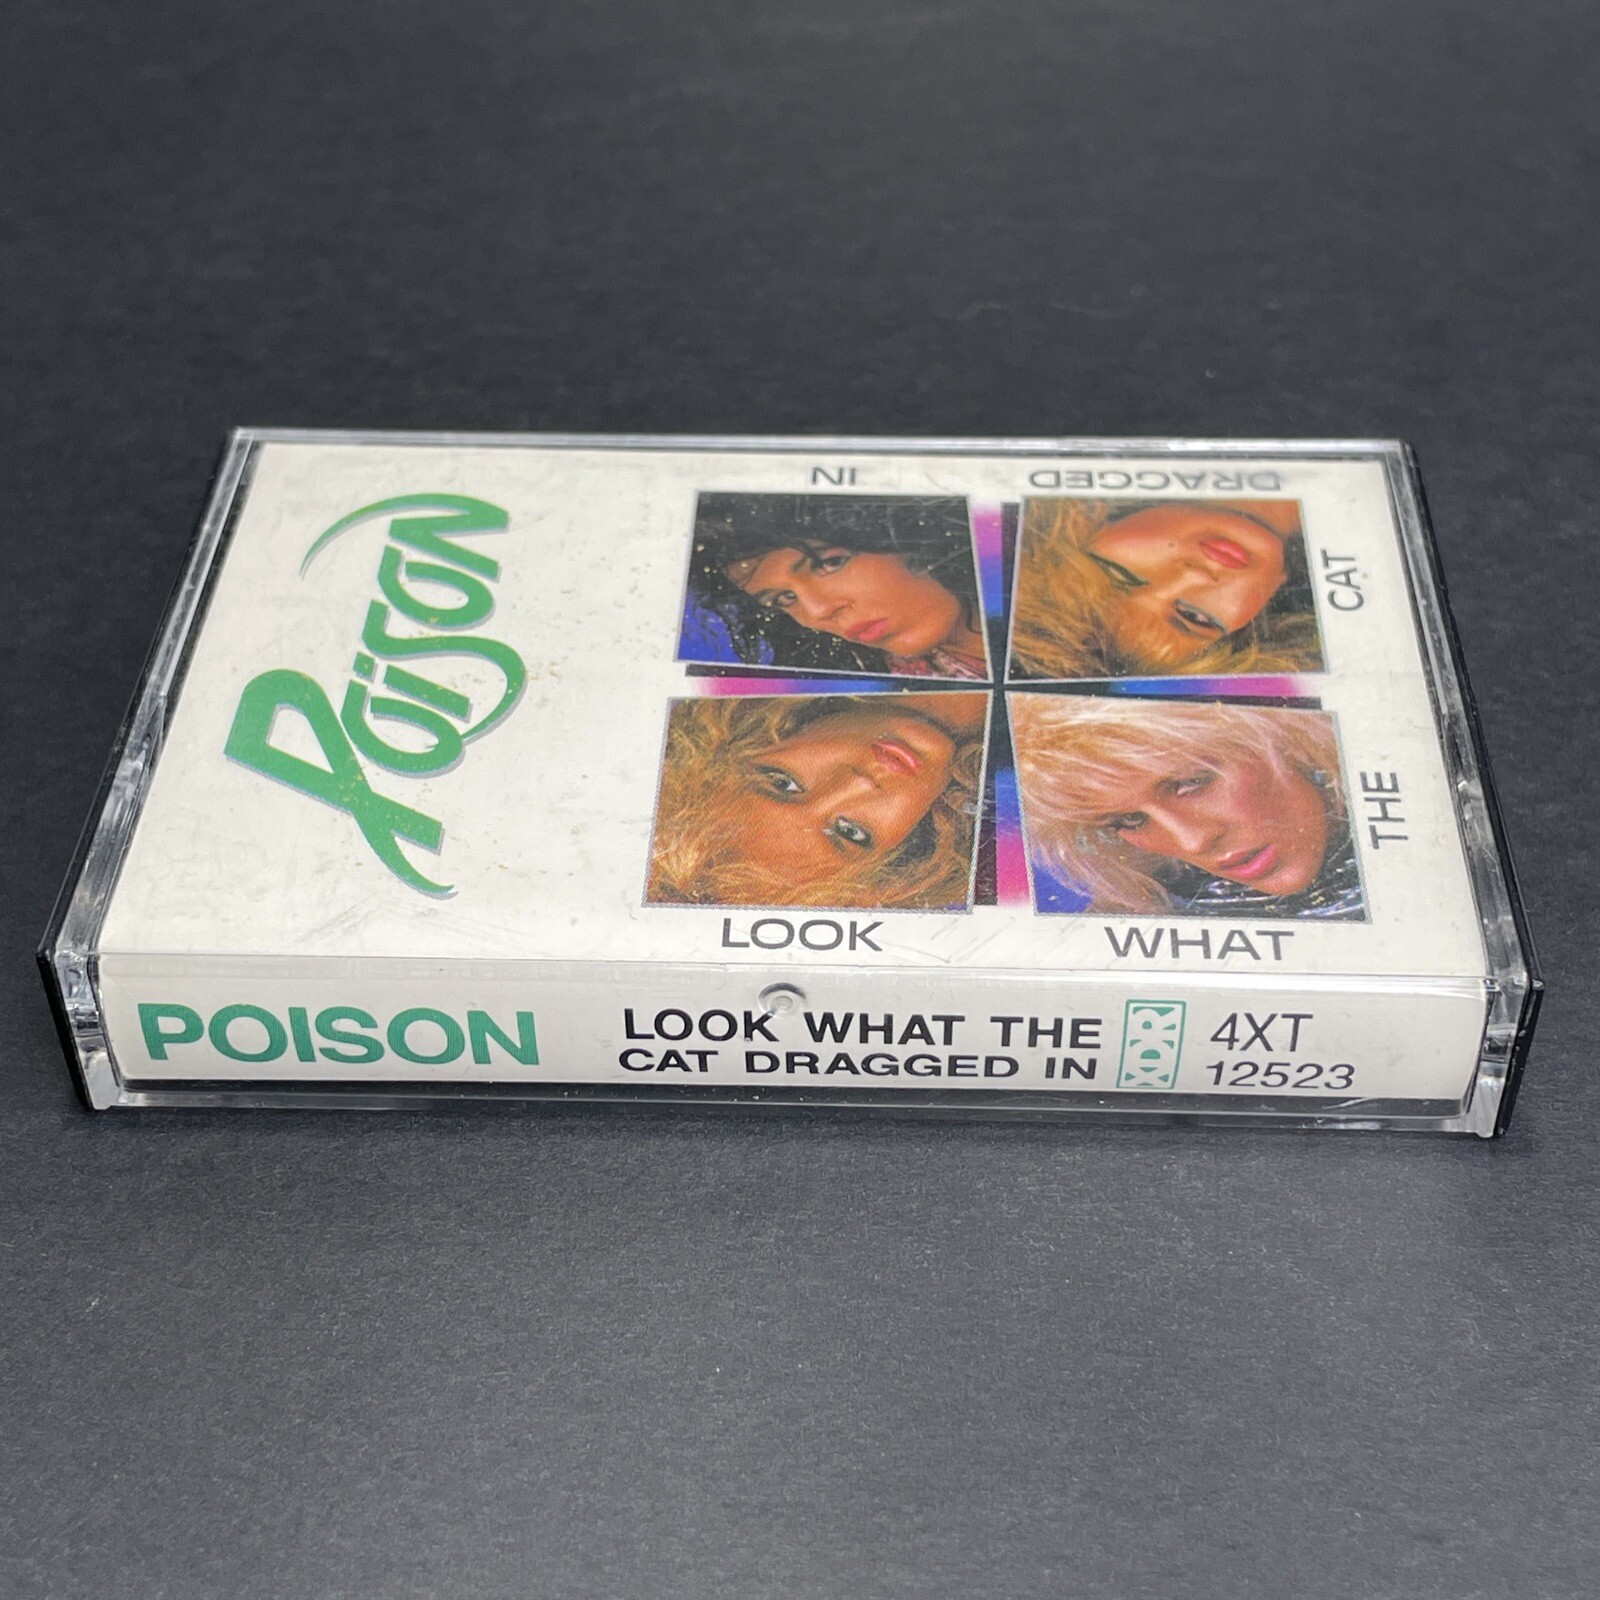 Poison
LOOK
WHAT
THE
CAT
DRAGGED
IN
POISON
LOOK WHAT THE
CAT DRAGGED IN
XDR
4XT
12523